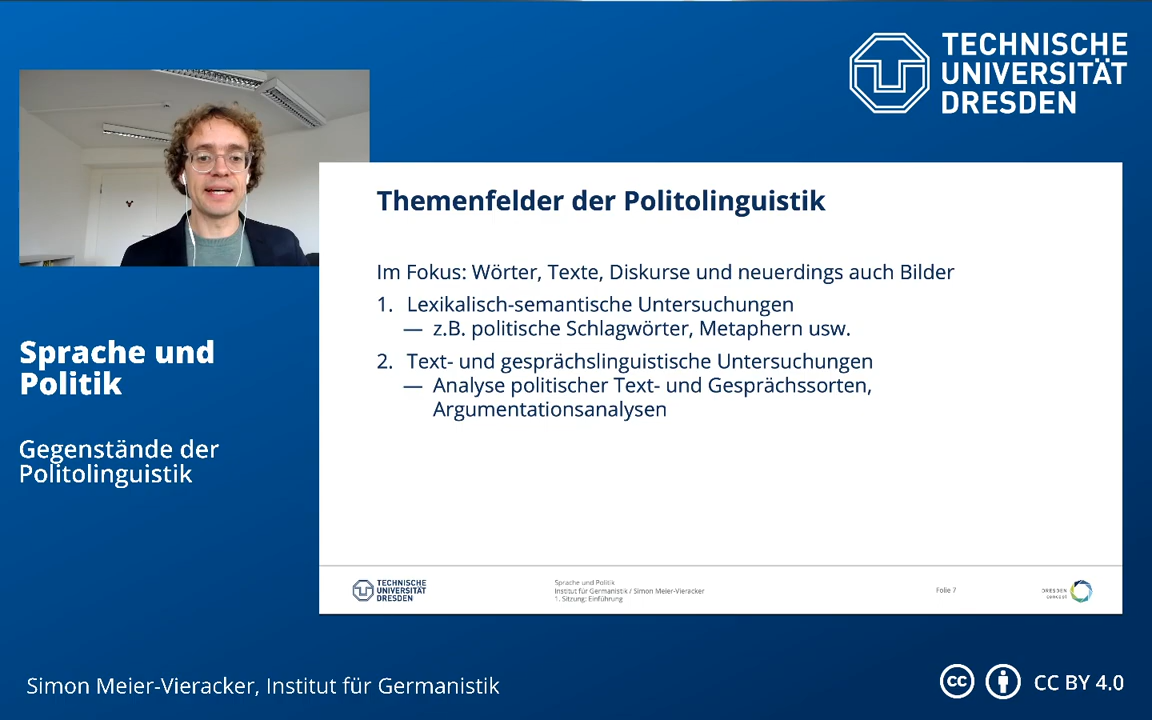 TECHNISCHE
UNIVERSITÄT
DRESDEN
Sprache und
Politik
Gegenstände der
Politolinguistik
Themenfelder der Politolinguistik
Im Fokus: Wörter, Texte, Diskurse und neuerdings auch Bilder
1. Lexikalisch-semantische Untersuchungen
— z.B. politische Schlagwörter, Metaphern usw.
2. Text- und gesprächslinguistische Untersuchungen
— Analyse politischer Text- und Gesprächssorten,
Argumentationsanalysen
TECHNISCHE
UNIVERSITÄT
DRESDEN
Sprache und Politik
Institut für Germanistik / Simon Meier-Vieracker
1. Sitzung: Einführung
Folie 7
DRESDEN
concept
Simon Meier-Vieracker, Institut für Germanistik
cc
CC BY 4.0